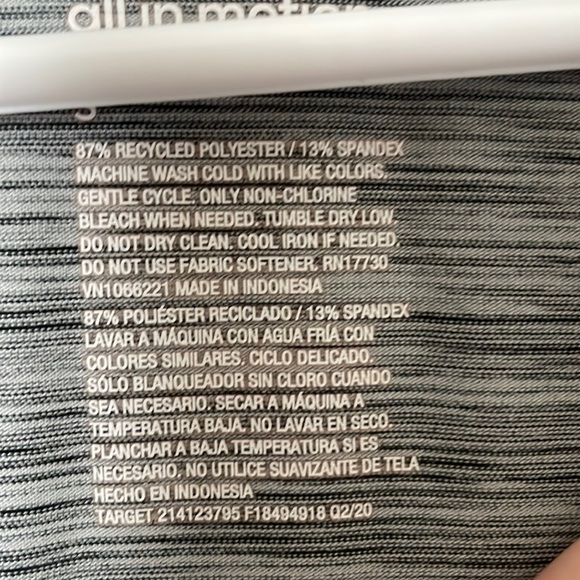 all in motion
87% RECYCLED POLYESTER / 13% SPANDEX
MACHINE WASH COLD WITH LIKE COLORS.
GENTLE CYCLE. ONLY NON-CHLORINE
BLEACH WHEN NEEDED. TUMBLE DRY LOW.
DO NOT DRY CLEAN. COOL IRON IF NEEDED.
DO NOT USE FABRIC SOFTENER. RN17730
VN1066221 MADE IN INDONESIA
87% POLIÉSTER RECICLADO / 13% SPANDEX
LAVAR A MÁQUINA CON AGUA FRÍA CON
COLORES SIMILARES. CICLO DELICADO.
SÓLO BLANQUEADOR SIN CLORO CUANDO
SEA NECESARIO. SECAR A MÁQUINA A
TEMPERATURA BAJA. NO LAVAR EN SECO.
PLANCHAR A BAJA TEMPERATURA SI ES
NECESARIO. NO UTILICE SUAVIZANTE DE TELA
HECHO EN INDONESIA
TARGET 214123795 F18494918 Q2/20